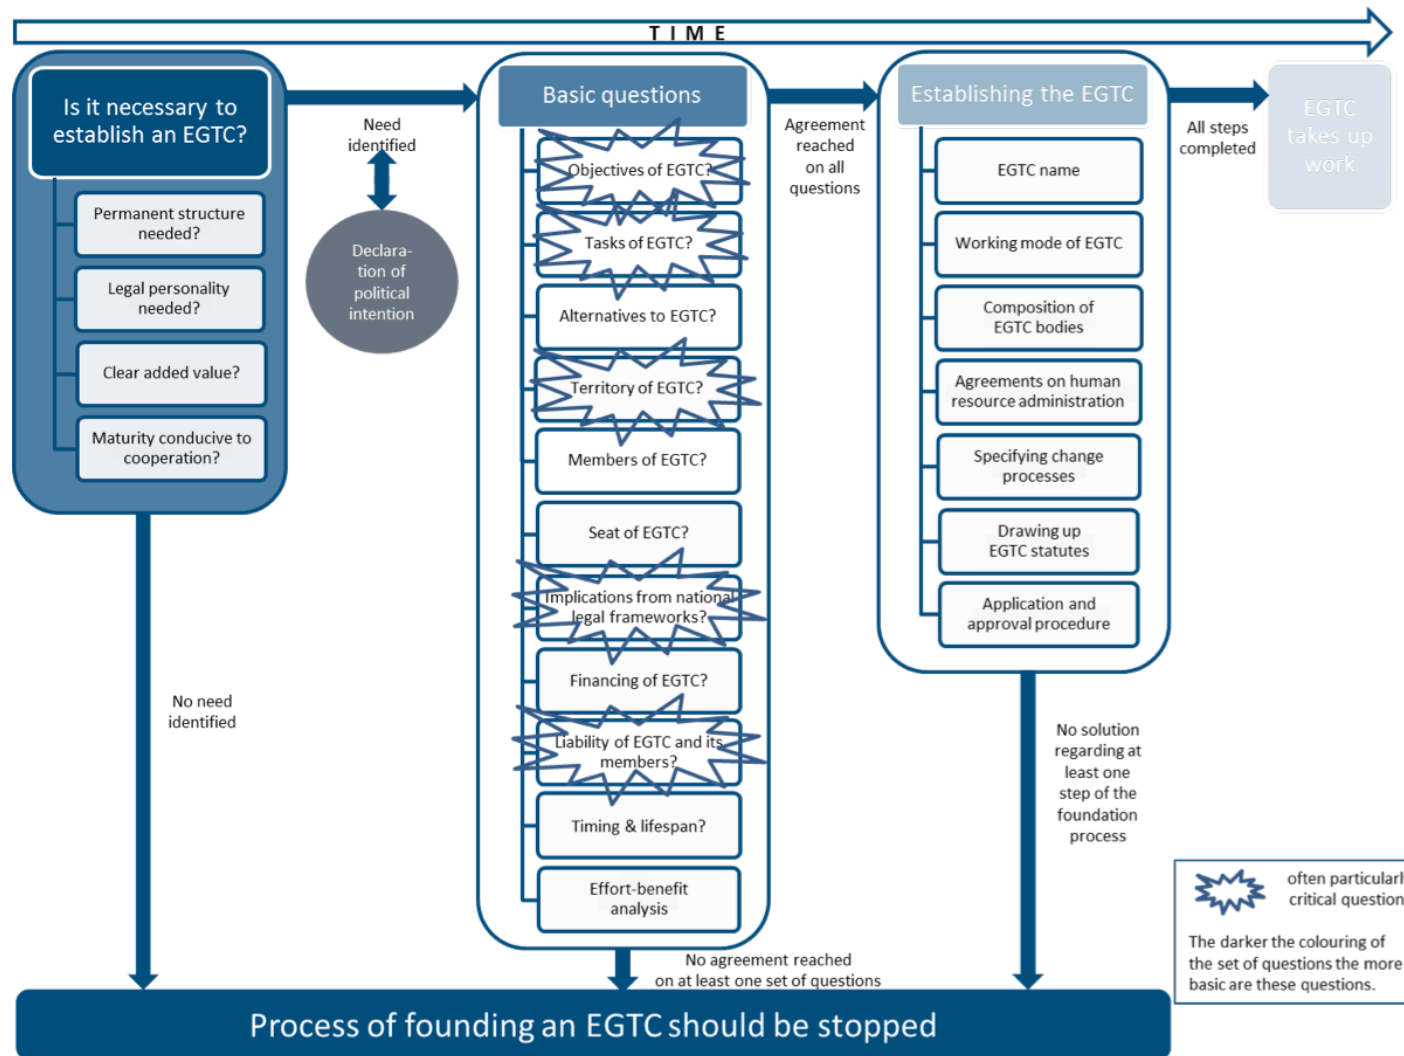 TIME
Is it necessary to
establish an EGTC?
Permanent structure
needed?
Legal personality
needed?
Clear added value?
Maturity conducive to
cooperation?
Need
identified
Declara-
tion of
political
intention
No need
identified
Basic questions
Objectives of EGTC?
Tasks of EGTC?
Alternatives to EGTC?
Territory of EGTC?
Members of EGTC?
Seat of EGTC?
Implications from national
legal frameworks?
Financing of EGTC?
Liability of EGTC and its
members?
Timing & lifespan?
Effort-benefit
analysis
Agreement
reached
on all
questions
No agreement reached
on at least one set of questions
Establishing the EGTC
EGTC name
Working mode of EGTC
Composition of
EGTC bodies
Agreements on human
resource administration
Specifying change
processes
Drawing up
EGTC statutes
Application and
approval procedure
All steps
completed
EGTC
takes up
work
No solution
regarding at
least one
step of the
foundation
process
often particularly
critical question
The darker the colouring of
the set of questions the more
basic are these questions.
Process of founding an EGTC should be stopped